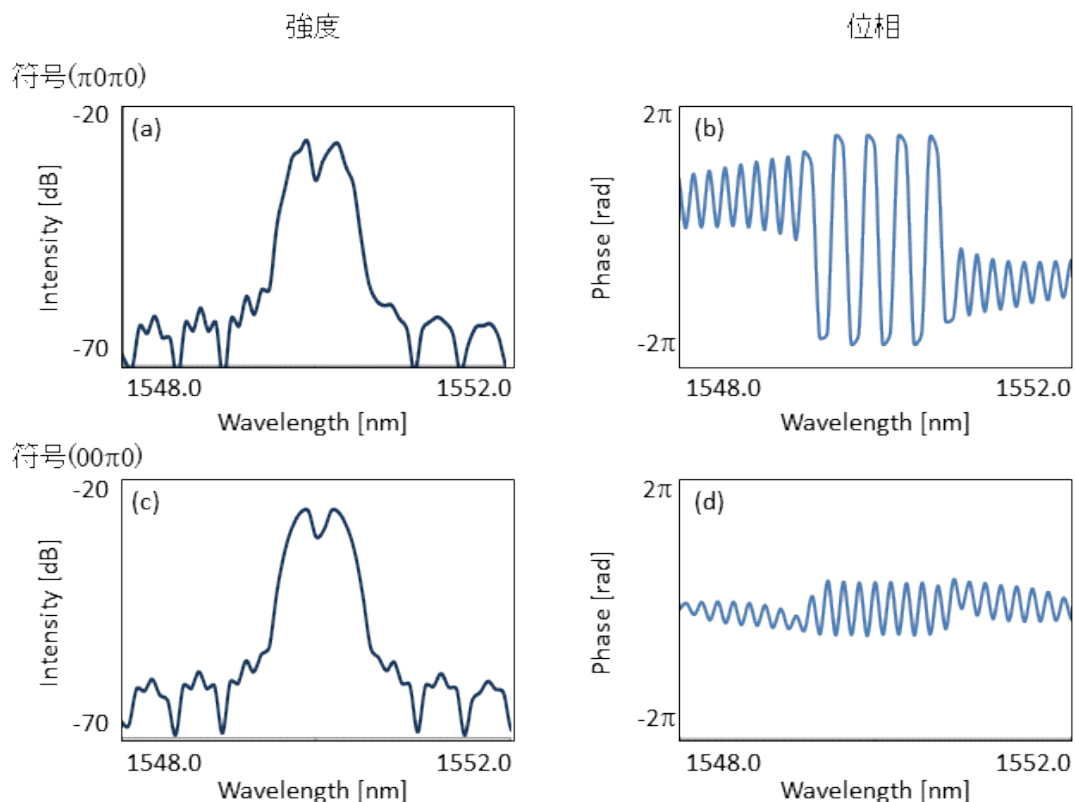 強度 位相
符号(π0π0)
-20 (a) 2π (b)
Intensity [dB] Phase [rad]
-70 -2π
1548.0 1552.0 1548.0 1552.0
Wavelength [nm] Wavelength [nm]
符号(00π0)
-20 (c) 2π (d)
Intensity [dB] Phase [rad]
-70 -2π
1548.0 1552.0 1548.0 1552.0
Wavelength [nm] Wavelength [nm]